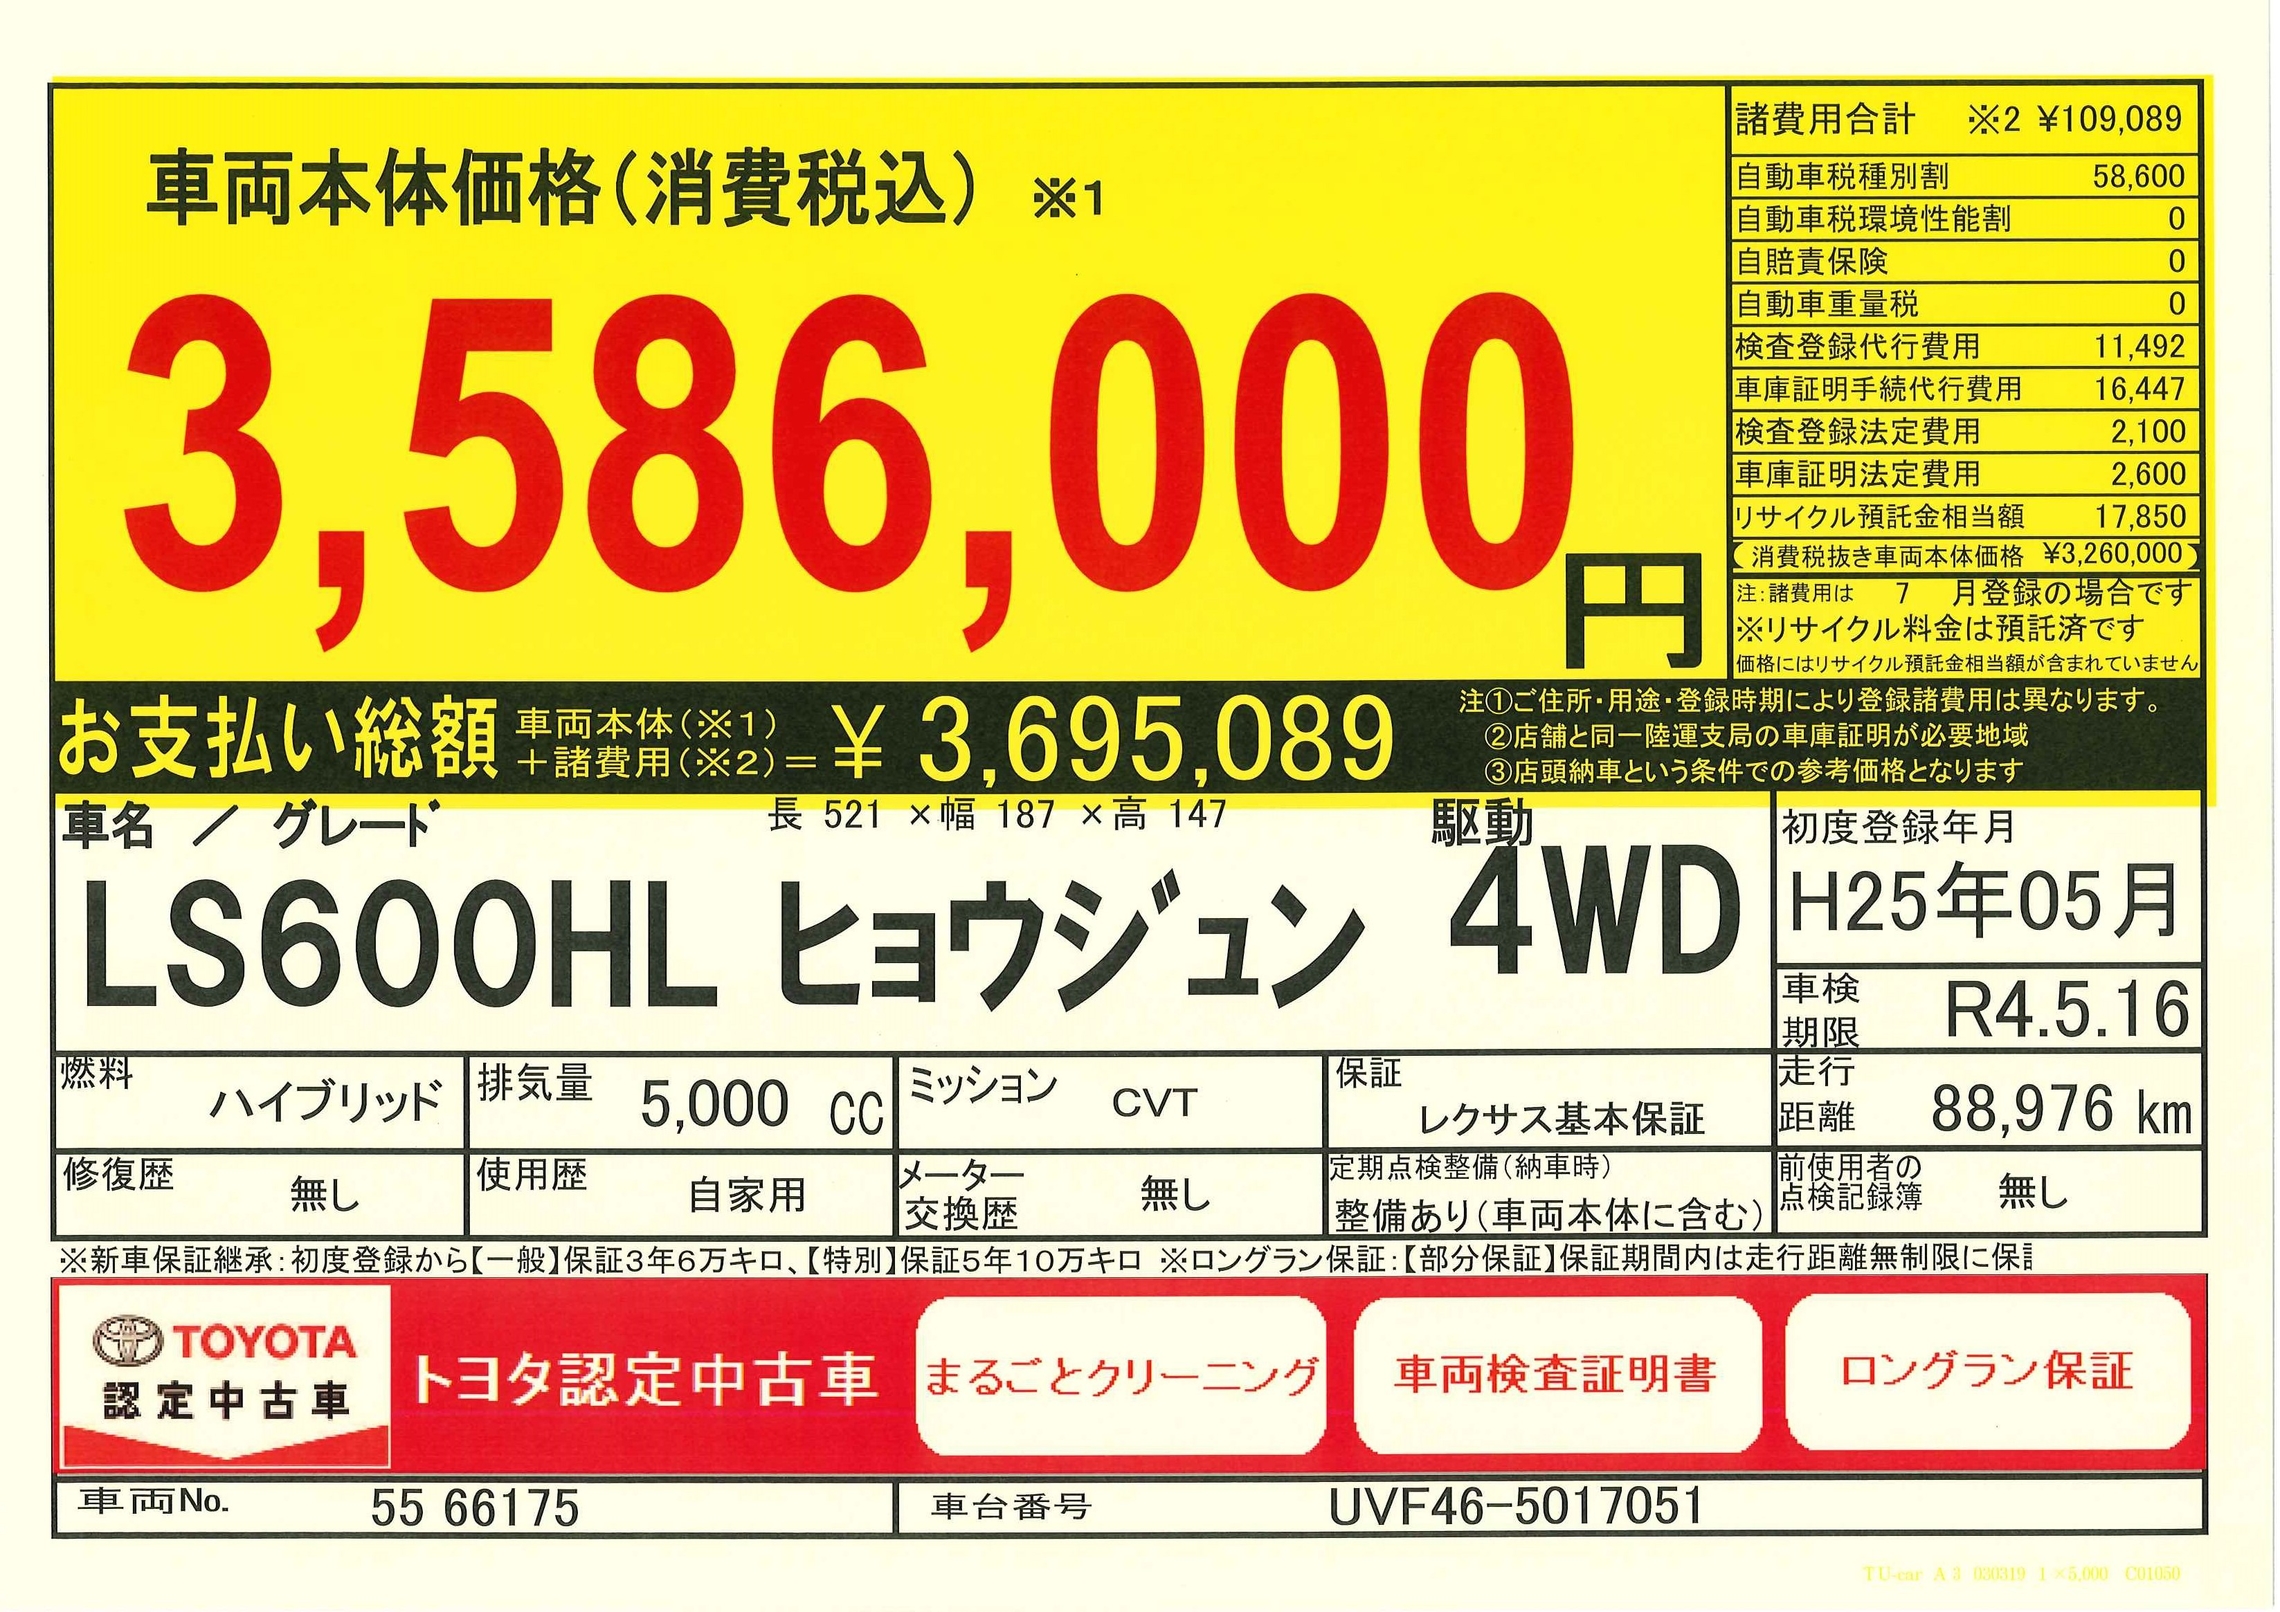 車両本体価格(消費税込) ※1
3,586,000円
諸費用合計 ※2 ¥109,089
自動車税種別割 58,600
自動車税環境性能割 0
自賠責保険 0
自動車重量税 0
検査登録代行費用 11,492
車庫証明手続代行費用 16,447
検査登録法定費用 2,100
車庫証明法定費用 2,600
リサイクル預託金相当額 17,850
(消費税抜き車両本体価格 ¥3,260,000)
注:諸費用は 7 月登録の場合です
※リサイクル料金は預託済です
価格にはリサイクル預託金相当額が含まれていません
お支払い総額 車両本体(※1)
+諸費用(※2)= ¥ 3,695,089
注①ご住所・用途・登録時期により登録諸費用は異なります。
②店舗と同一陸運支局の車庫証明が必要地域
③店頭納車という条件での参考価格となります
車名 / グレード 長 521 ×幅 187 ×高 147 駆動
LS600HL ヒョウジュン 4WD
初度登録年月
H25年05月
車検期限 R4.5.16
燃料 ハイブリッド 排気量 5,000 CC ミッション CVT 保証 レクサス基本保証 走行距離 88,976 km
修復歴 無し 使用歴 自家用 メーター交換歴 無し 定期点検整備(納車時) 整備あり(車両本体に含む) 前使用者の点検記録簿 無し
※新車保証継承:初度登録から【一般】保証3年6万キロ、【特別】保証5年10万キロ ※ロングラン保証:【部分保証】保証期間内は走行距離無制限に保証
TOYOTA
認定中古車
トヨタ認定中古車 まるごとクリーニング 車両検査証明書 ロングラン保証
車両No. 55 66175 車台番号 UVF46-5017051
TU-car A3 030319 1×5,000 C01050